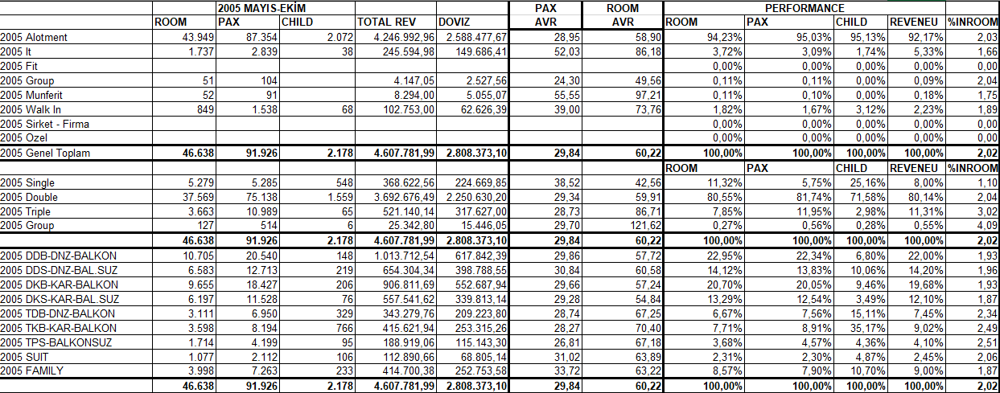 2005 MAYIS-EKİM PAX ROOM PERFORMANCE
ROOM PAX CHILD TOTAL REV DOVIZ AVR AVR ROOM PAX CHILD REVENEU %INROOM
2005 Alotment 43.949 87.354 2.072 4.246.992,96 2.588.477,67 28,95 58,90 94,23% 95,03% 95,13% 92,17% 2,03
2005 It 1.737 2.839 38 245.594,98 149.686,41 52,03 86,18 3,72% 3,09% 1,74% 5,33% 1,66
2005 Fit 0,00% 0,00% 0,00% 0,00% 0,00
2005 Group 51 104 4.147,05 2.527,56 24,30 49,56 0,11% 0,11% 0,00% 0,09% 2,04
2005 Munferit 52 91 8.294,00 5.055,07 55,55 97,21 0,11% 0,10% 0,00% 0,18% 1,75
2005 Walk In 849 1.538 68 102.753,00 62.626,39 39,00 73,76 1,82% 1,67% 3,12% 2,23% 1,89
2005 Sirket - Firma 0,00% 0,00% 0,00% 0,00% 0,00
2005 Ozel 0,00% 0,00% 0,00% 0,00% 0,00
2005 Genel Toplam 46.638 91.926 2.178 4.607.781,99 2.808.373,10 29,84 60,22 100,00% 100,00% 100,00% 100,00% 2,02
ROOM PAX CHILD REVENEU %INROOM
2005 Single 5.279 5.285 548 368.622,56 224.669,85 38,52 42,56 11,32% 5,75% 25,16% 8,00% 1,10
2005 Double 37.569 75.138 1.559 3.692.676,49 2.250.630,20 29,34 59,91 80,55% 81,74% 71,58% 80,14% 2,04
2005 Triple 3.663 10.989 65 521.140,14 317.627,00 28,73 86,71 7,85% 11,95% 2,98% 11,31% 3,02
2005 Group 127 514 6 25.342,80 15.446,05 29,70 121,62 0,27% 0,56% 0,28% 0,55% 4,09
46.638 91.926 2.178 4.607.781,99 2.808.373,10 29,84 60,22 100,00% 100,00% 100,00% 100,00% 2,02
2005 DDB-DNZ-BALKON 10.705 20.540 148 1.013.712,54 617.842,39 29,86 57,72 22,95% 22,34% 6,80% 22,00% 1,93
2005 DDS-DNZ-BAL.SUZ 6.583 12.713 219 654.304,34 398.788,55 30,84 60,58 14,12% 13,83% 10,06% 14,20% 1,96
2005 DKB-KAR-BALKON 9.655 18.427 206 906.811,69 552.687,94 29,66 57,24 20,70% 20,05% 9,46% 19,68% 1,93
2005 DKS-KAR-BAL.SUZ 6.197 11.528 76 557.541,62 339.813,14 29,28 54,84 13,29% 12,54% 3,49% 12,10% 1,87
2005 TDB-DNZ-BALKON 3.111 6.950 329 343.279,76 209.223,80 28,74 67,25 6,67% 7,56% 15,11% 7,45% 2,34
2005 TKB-KAR-BALKON 3.598 8.194 766 415.621,94 253.315,26 28,27 70,40 7,71% 8,91% 35,17% 9,02% 2,49
2005 TPS-BALKONSUZ 1.714 4.199 95 188.919,06 115.143,30 26,81 67,18 3,68% 4,57% 4,36% 4,10% 2,51
2005 SUIT 1.077 2.112 106 112.890,66 68.805,14 31,02 63,89 2,31% 2,30% 4,87% 2,45% 2,06
2005 FAMILY 3.998 7.263 233 414.700,38 252.753,58 33,72 63,22 8,57% 7,90% 10,70% 9,00% 1,87
46.638 91.926 2.178 4.607.781,99 2.808.373,10 29,84 60,22 100,00% 100,00% 100,00% 100,00% 2,02